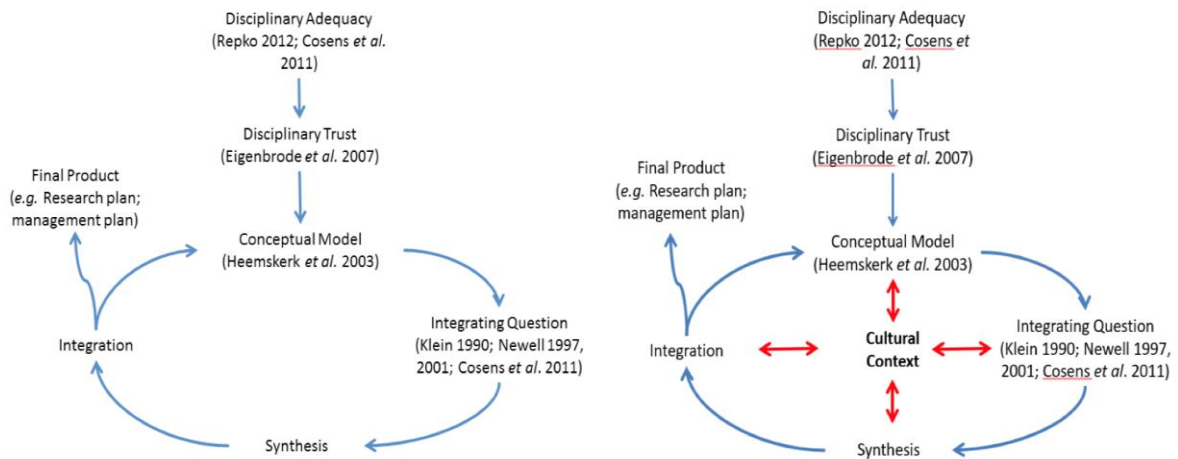 Disciplinary Adequacy
(Repko 2012; Cosens et al.
2011)
Disciplinary Trust
(Eigenbrode et al. 2007)
Final Product
(e.g. Research plan;
management plan)
Conceptual Model
(Heemskerk et al. 2003)
Integrating Question
(Klein 1990; Newell 1997,
2001; Cosens et al. 2011)
Integration
Synthesis
Disciplinary Adequacy
(Repko 2012; Cosens et
al. 2011)
Disciplinary Trust
(Eigenbrode et al. 2007)
Final Product
(e.g. Research plan;
management plan)
Conceptual Model
(Heemskerk et al. 2003)
Cultural
Context
Integrating Question
(Klein 1990; Newell 1997,
2001; Cosens et al. 2011)
Integration
Synthesis